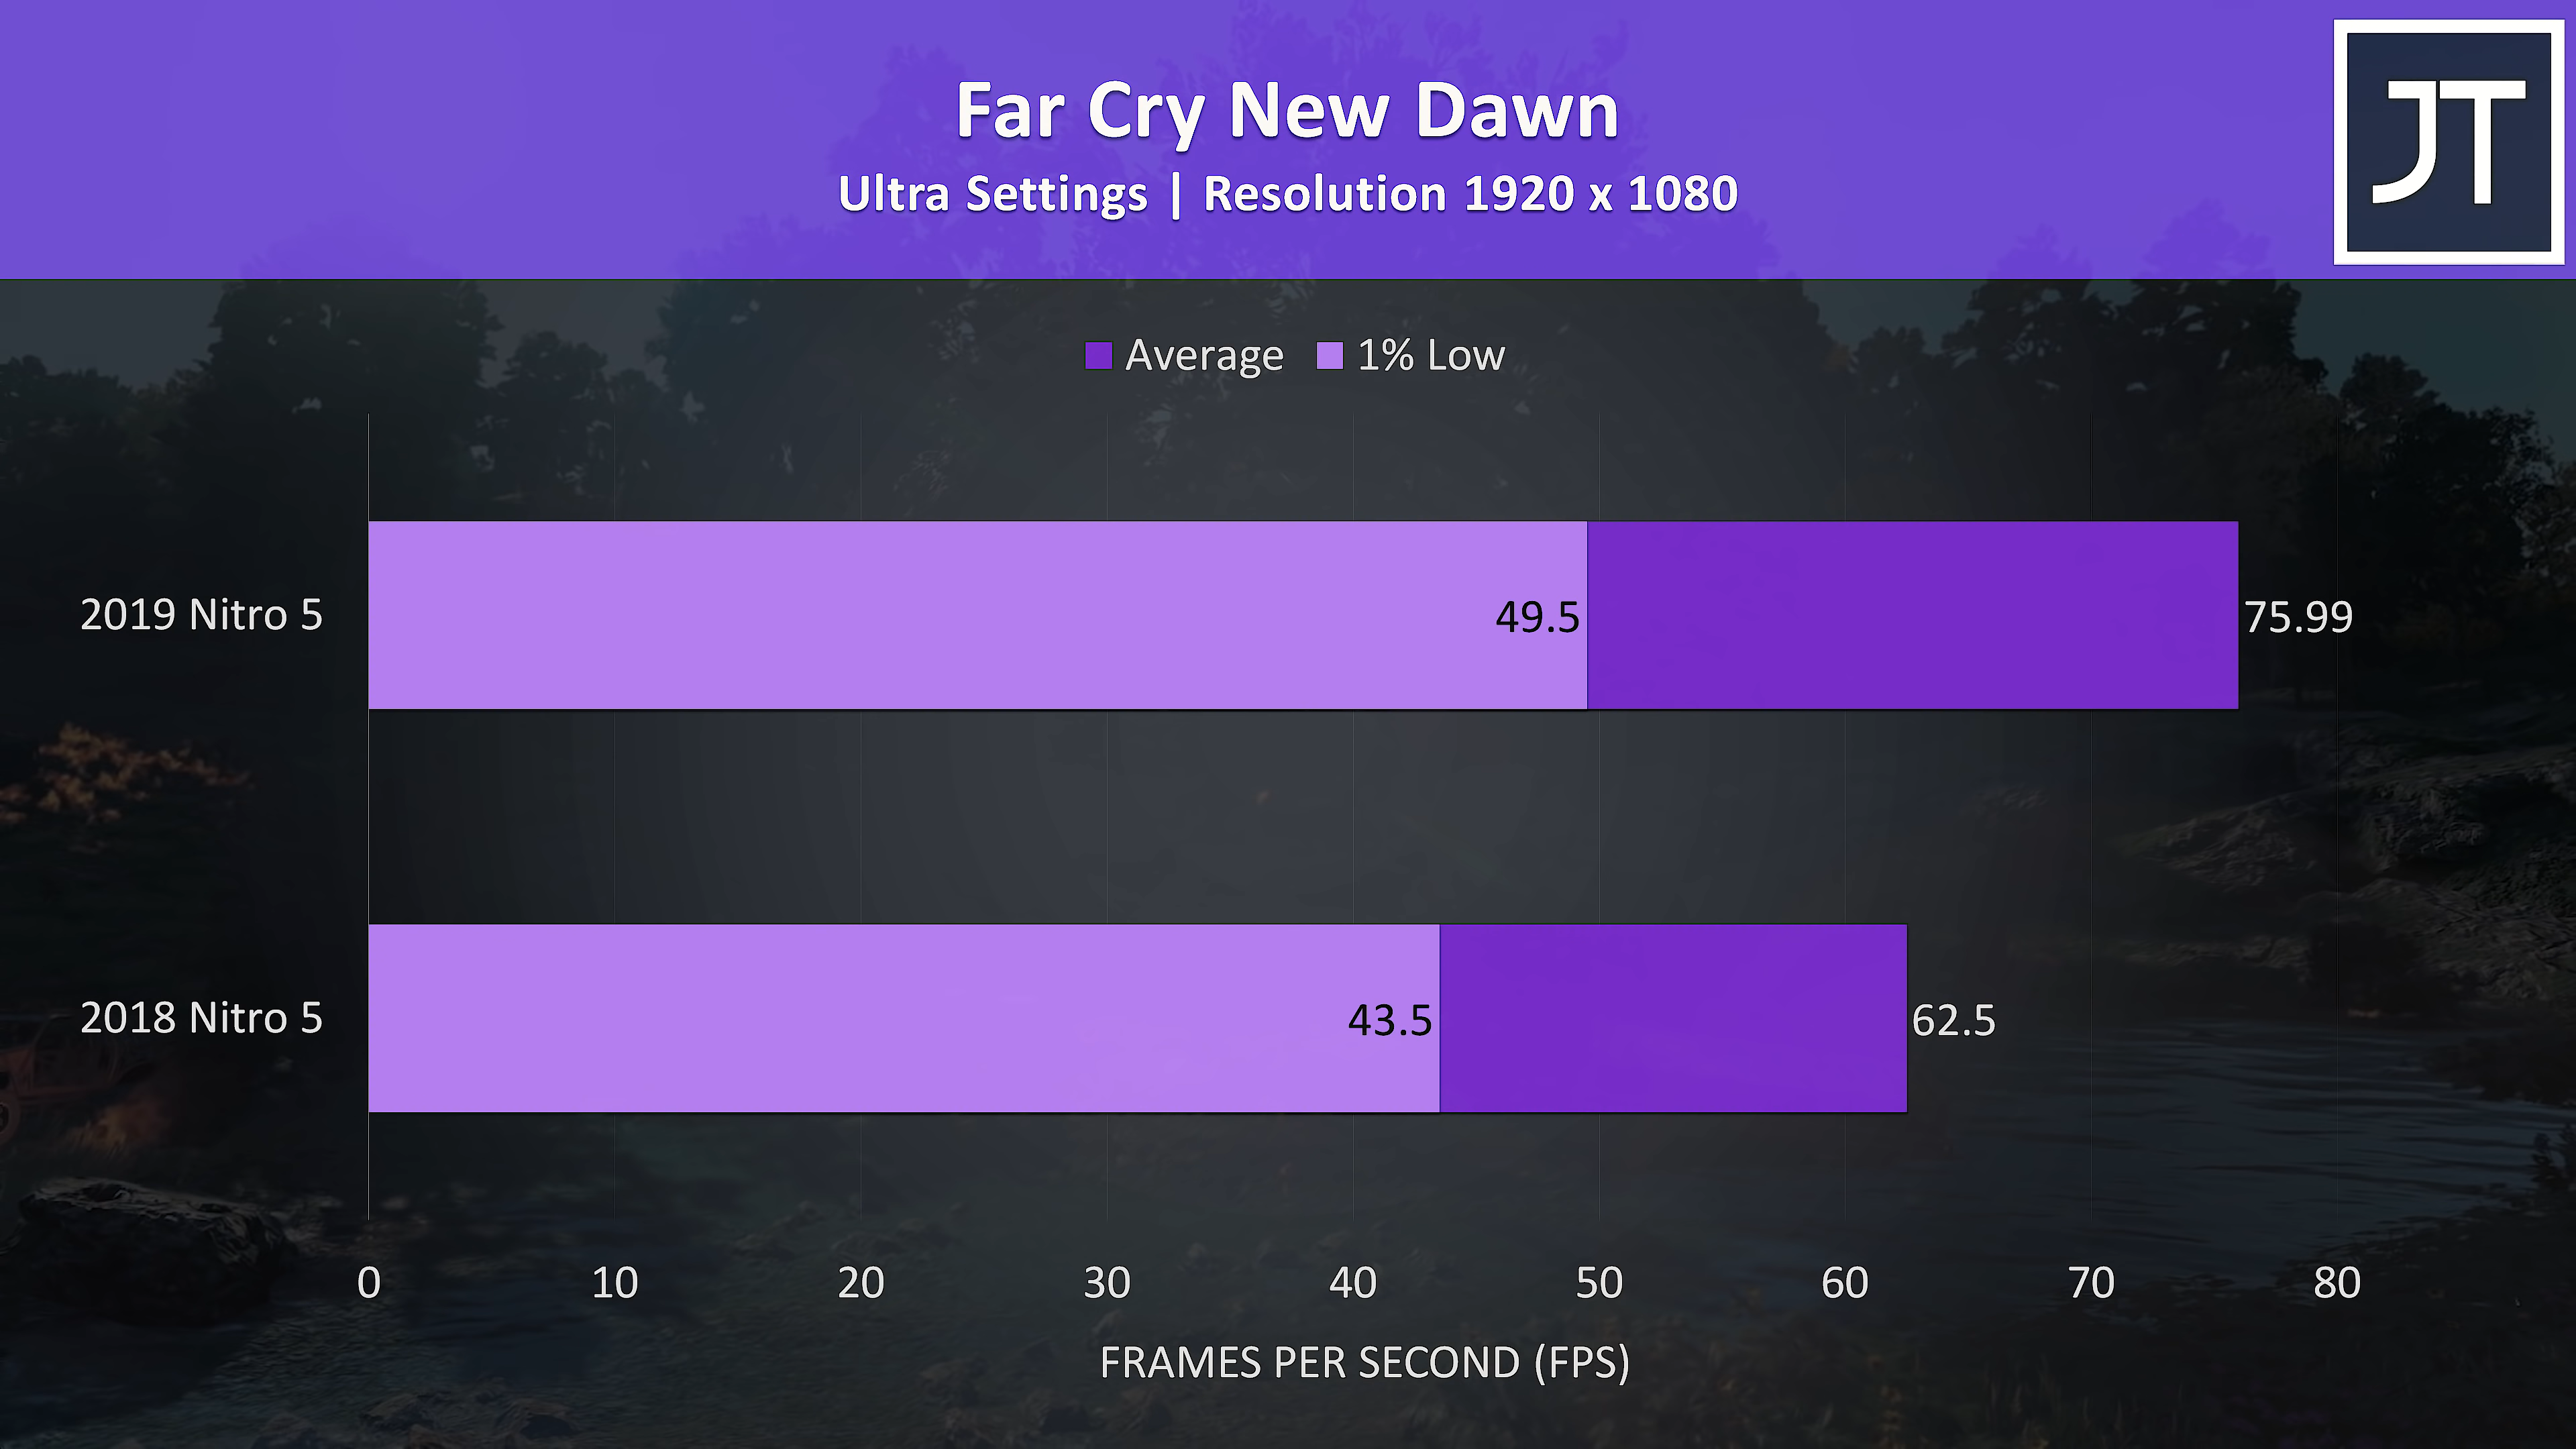 Far Cry New Dawn
Ultra Settings | Resolution 1920 x 1080
JT
Average 1% Low
2019 Nitro 5 49.5 75.99
2018 Nitro 5 43.5 62.5
0 10 20 30 40 50 60 70 80
FRAMES PER SECOND (FPS)